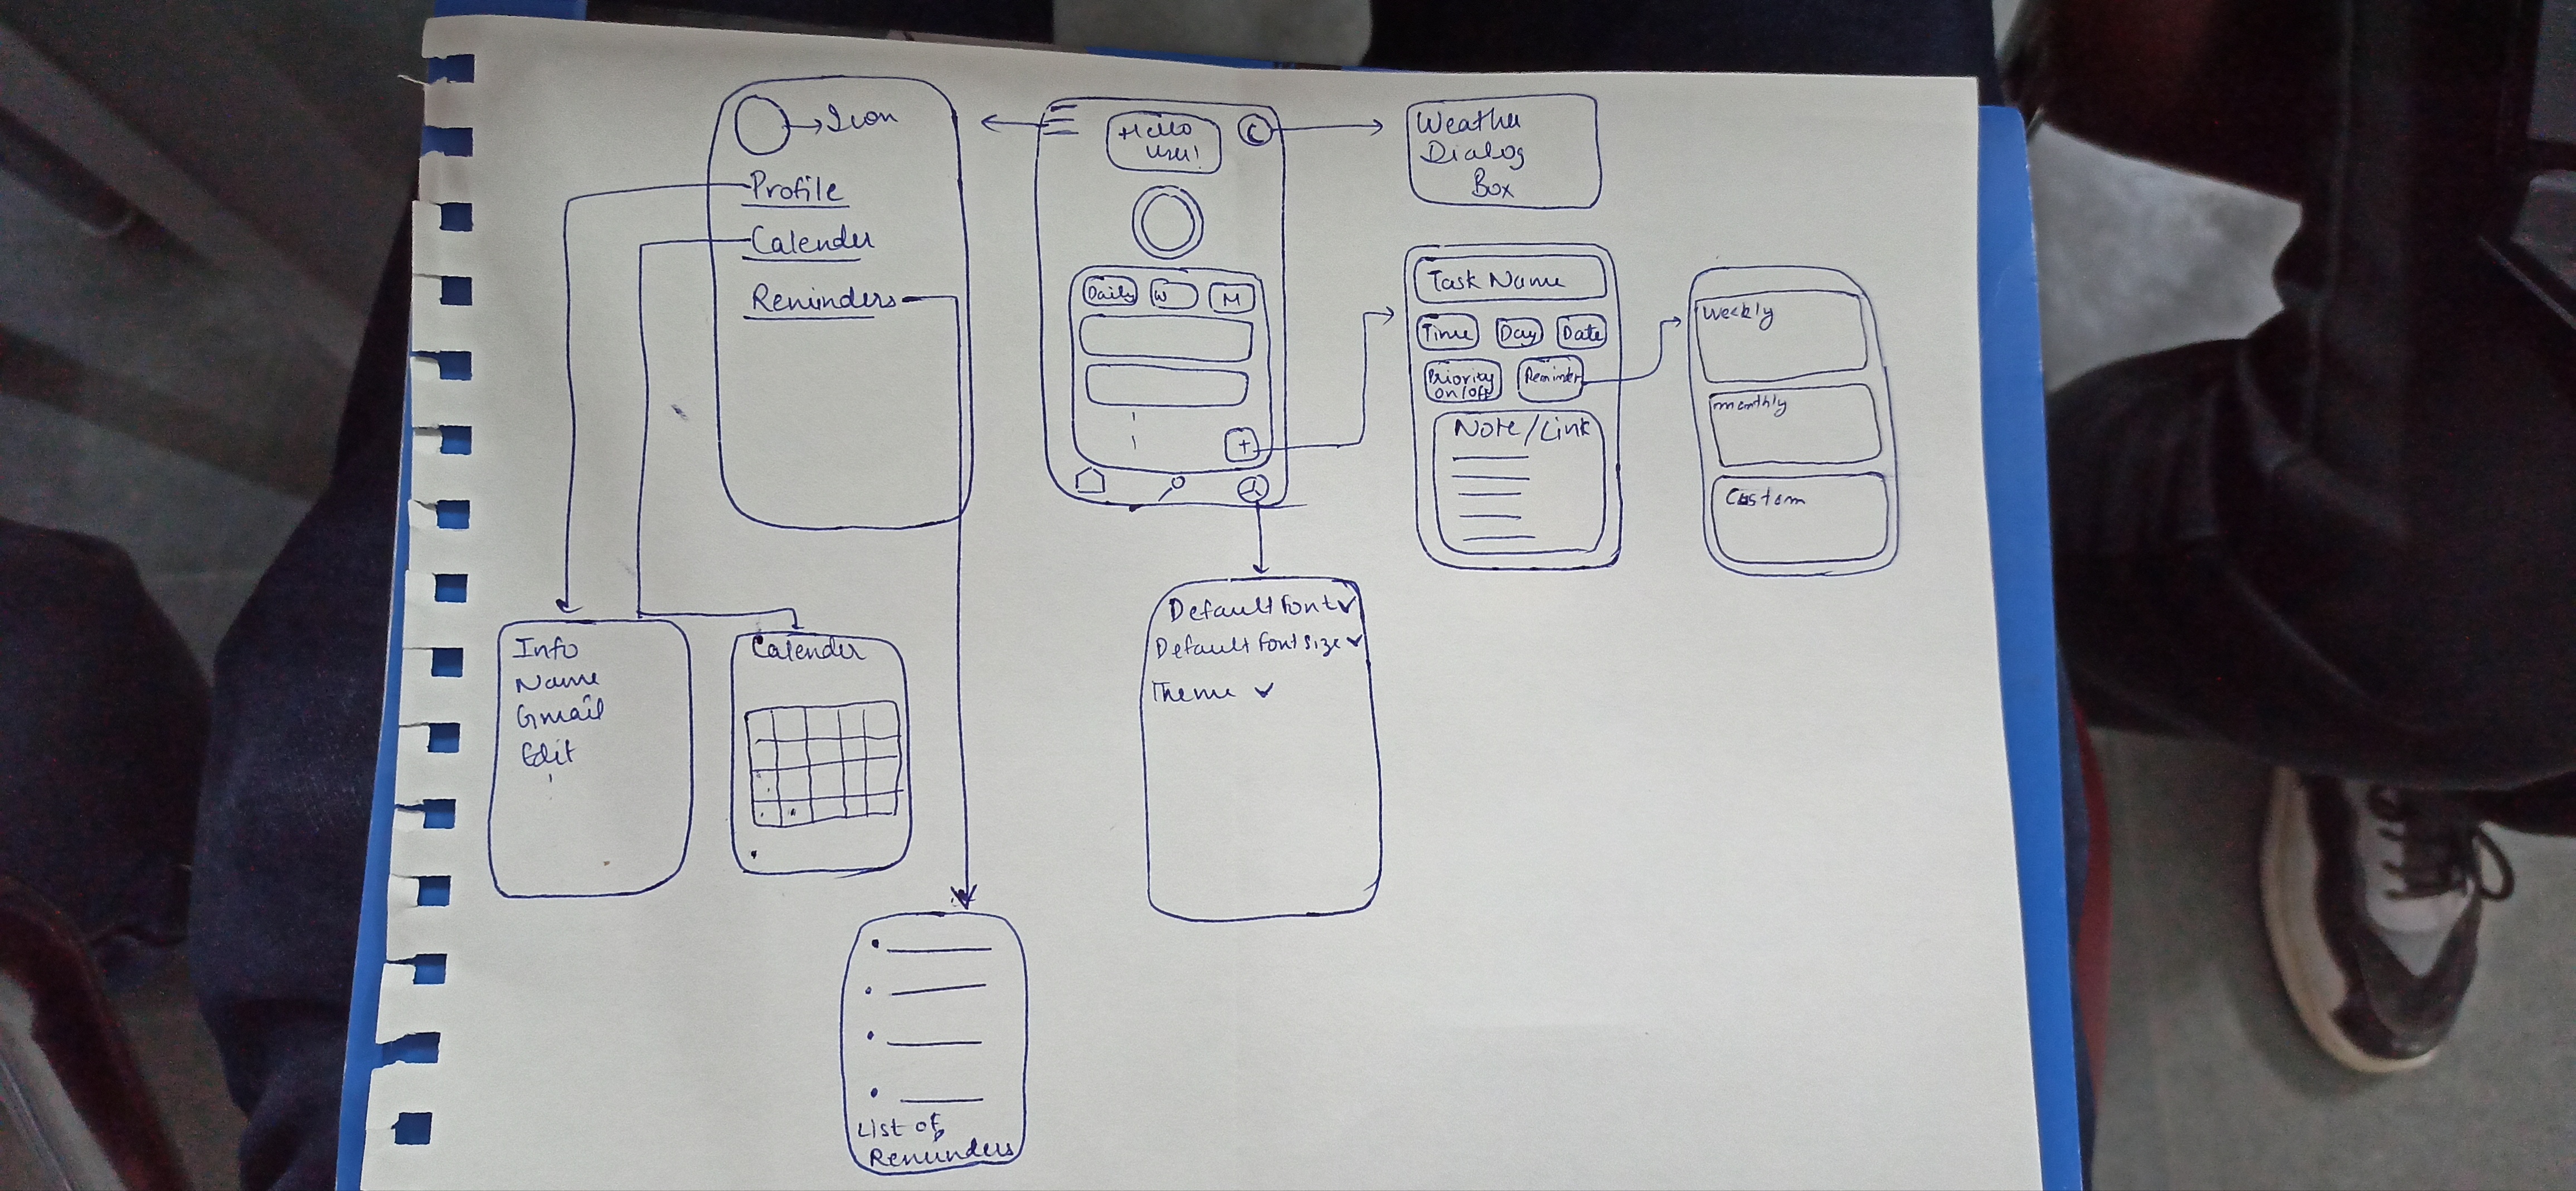 Icon
Profile
Calender
Reminders
Hello
User!
C
Daily
W
M
+
Weather
Dialog
Box
Task Name
Time
Day
Date
Priority
on/off
Reminder
Note/Link
Weekly
monthly
Custom
Info
Name
Gmail
Edit
Calender
List of
Reminders
Default Font
Default Font size
Theme